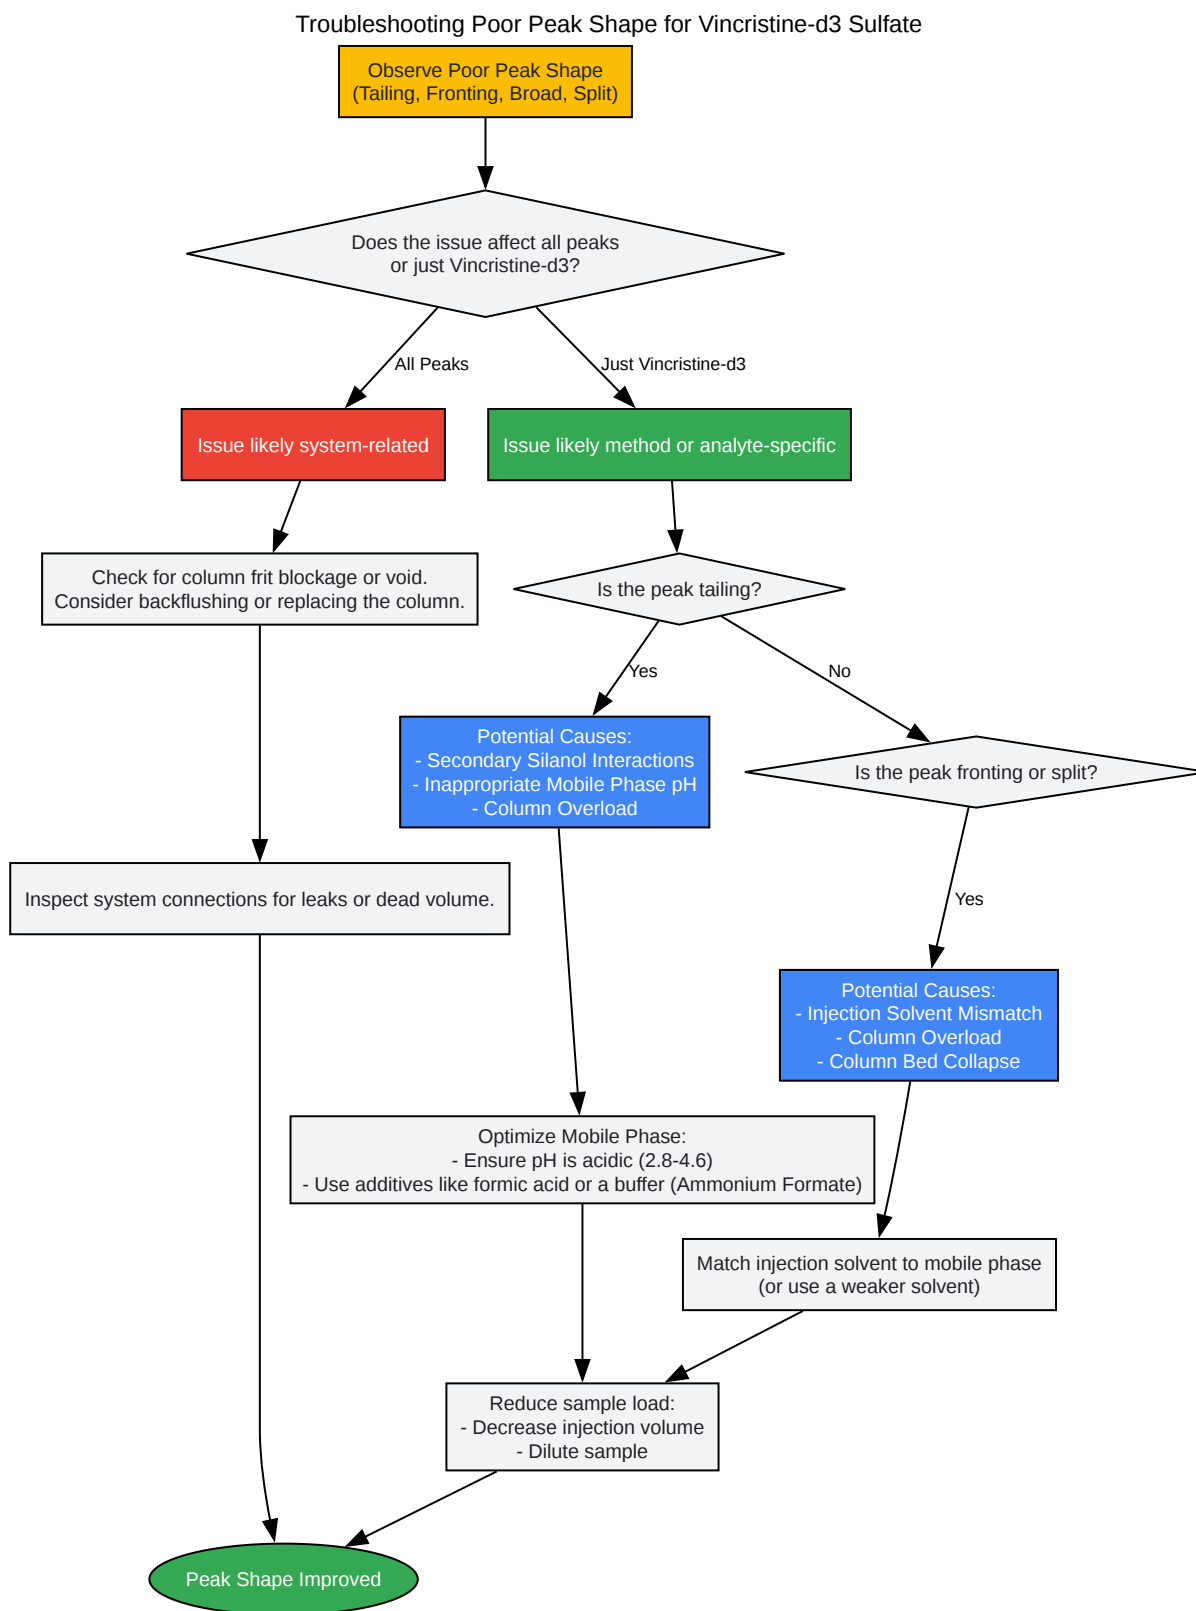 Troubleshooting Poor Peak Shape for Vincristine-d3 Sulfate
Observe Poor Peak Shape
(Tailing, Fronting, Broad, Split)
Does the issue affect all peaks
or just Vincristine-d3?
All Peaks
Just Vincristine-d3
Issue likely system-related
Issue likely method or analyte-specific
Check for column frit blockage or void.
Consider backflushing or replacing the column.
Is the peak tailing?
Yes
No
Potential Causes:
- Secondary Silanol Interactions
- Inappropriate Mobile Phase pH
- Column Overload
Is the peak fronting or split?
Inspect system connections for leaks or dead volume.
Yes
Potential Causes:
- Injection Solvent Mismatch
- Column Overload
- Column Bed Collapse
Optimize Mobile Phase:
- Ensure pH is acidic (2.8-4.6)
- Use additives like formic acid or a buffer (Ammonium Formate)
Match injection solvent to mobile phase
(or use a weaker solvent)
Reduce sample load:
- Decrease injection volume
- Dilute sample
Peak Shape Improved